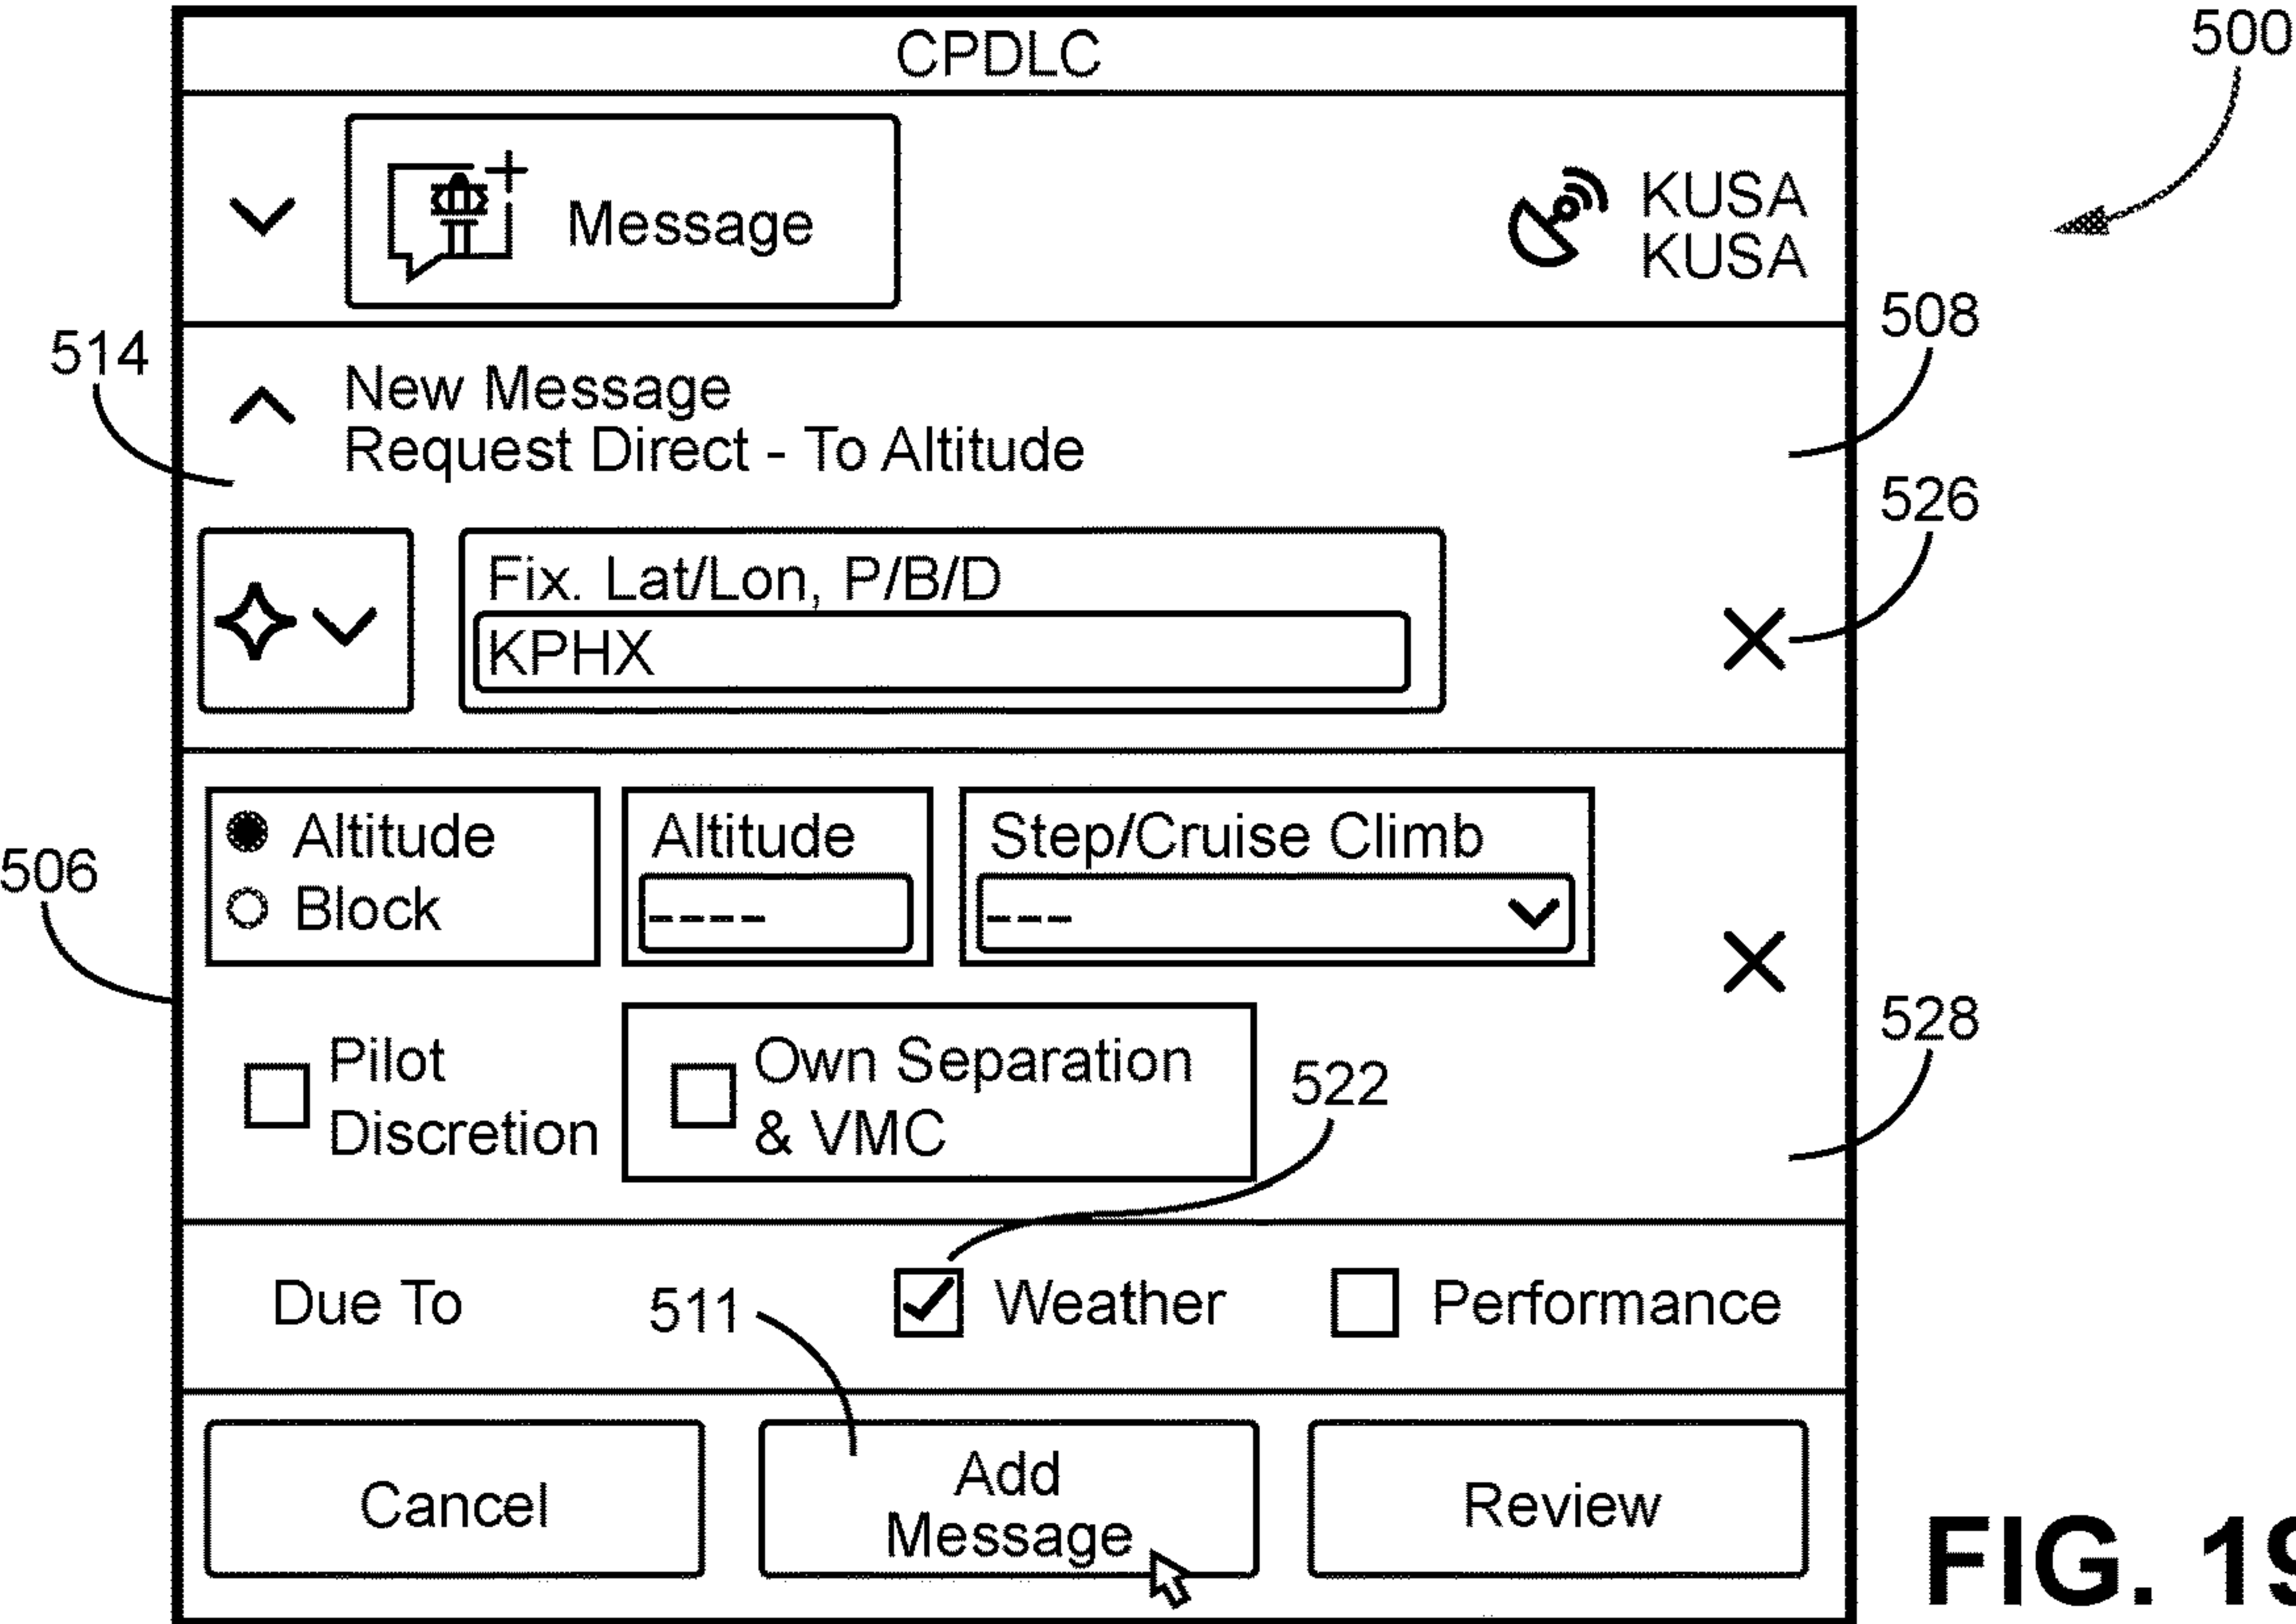 CPDLC
500
Message
KUSA
KUSA
508
514
New Message
Request Direct - To Altitude
526
Fix. Lat/Lon, P/B/D
KPHX
Altitude
Block
Altitude
----
Step/Cruise Climb
---
506
528
Pilot
Discretion
Own Separation
& VMC
522
Due To
511
Weather
Performance
Cancel
Add
Message
Review
FIG. 19